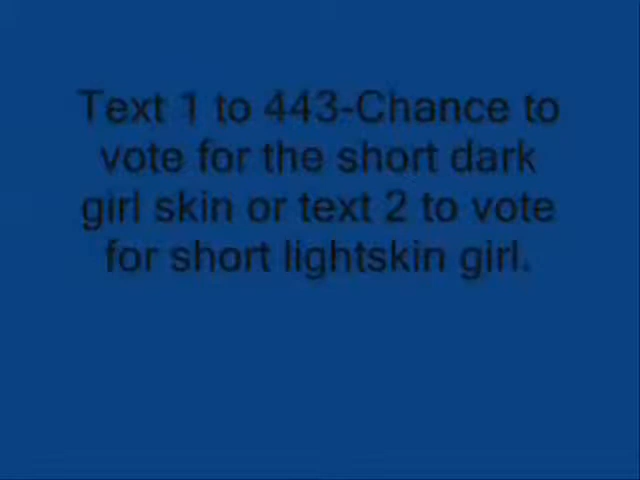 Text 1 to 443-Chance to
vote for the short dark
girl skin or text 2 to vote
for short lightskin girl.